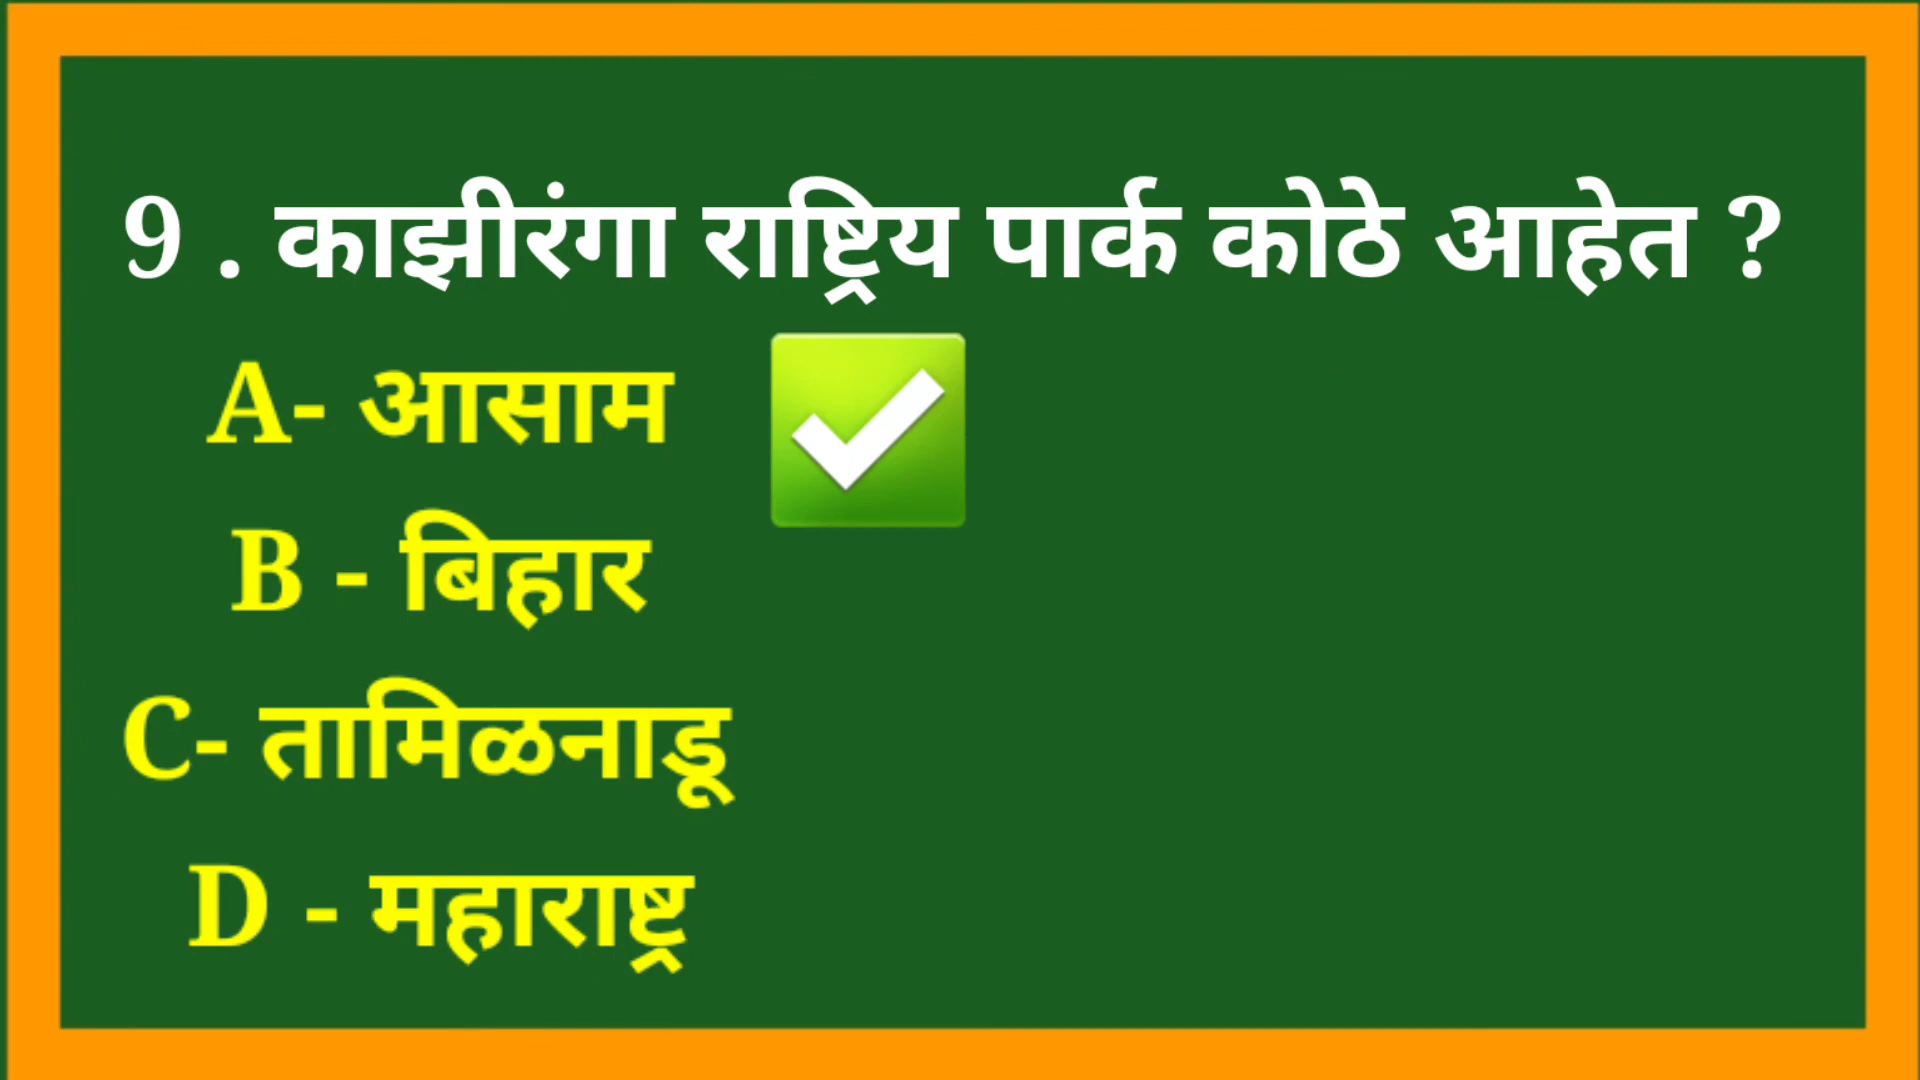 9 . काझीरंगा राष्ट्रिय पार्क कोठे आहेत ?
A- आसाम
B - बिहार
C- तामिळनाडू
D - महाराष्ट्र